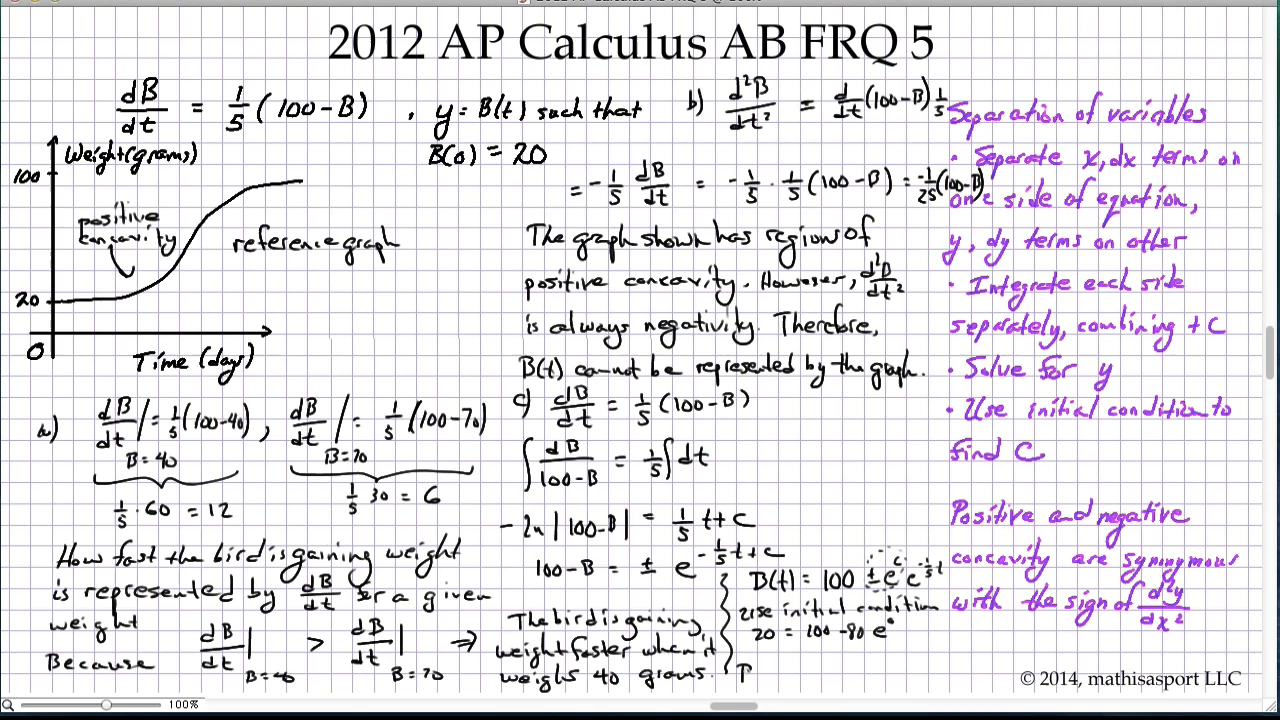 2012 AP Calculus AB FRQ 5
dB/dt = 1/5 (100-B) , y = B(t) such that
B(0) = 20
Weight (grams)
100
positive
concavity
reference graph
20
0
Time (days)
a) dB/dt | B=40 = 1/5 (100-40) , dB/dt | B=70 = 1/5 (100-70)
1/5 · 60 = 12
1/5 30 = 6
How fast the bird is gaining weight
is represented by dB/dt for a given
weight
Because dB/dt | B=40 > dB/dt | B=70 ⇒
The bird is gaining
weight faster when it
weighs 40 grams.
b) d²B/dt² = d/dt (100-B) 1/5
= -1/5 dB/dt = -1/5 · 1/5 (100-B) = -1/25 (100-B)
The graph shown has region of
positive concavity. However, d²B/dt²
is always negativity. Therefore,
B(t) cannot be represented by the graph.
c) dB/dt = 1/5 (100-B)
∫ dB/100-B = 1/5 ∫ dt
- ln |100-B| = 1/5 t + C
100-B = ± e^(-1/5 t + C)
B(t) = 100 ± e^C e^(-1/5 t)
Use initial condition
20 = 100 -80 e⁰
Separation of variables
· Separate x, dx terms on
one side of equation,
y, dy terms on other
· Integrate each side
separately, combining + C
· Solve for y
· Use initial condition to
find C
Positive and negative
concavity are synonymous
with the sign of d²y/dx²
© 2014, mathisasport LLC
100%